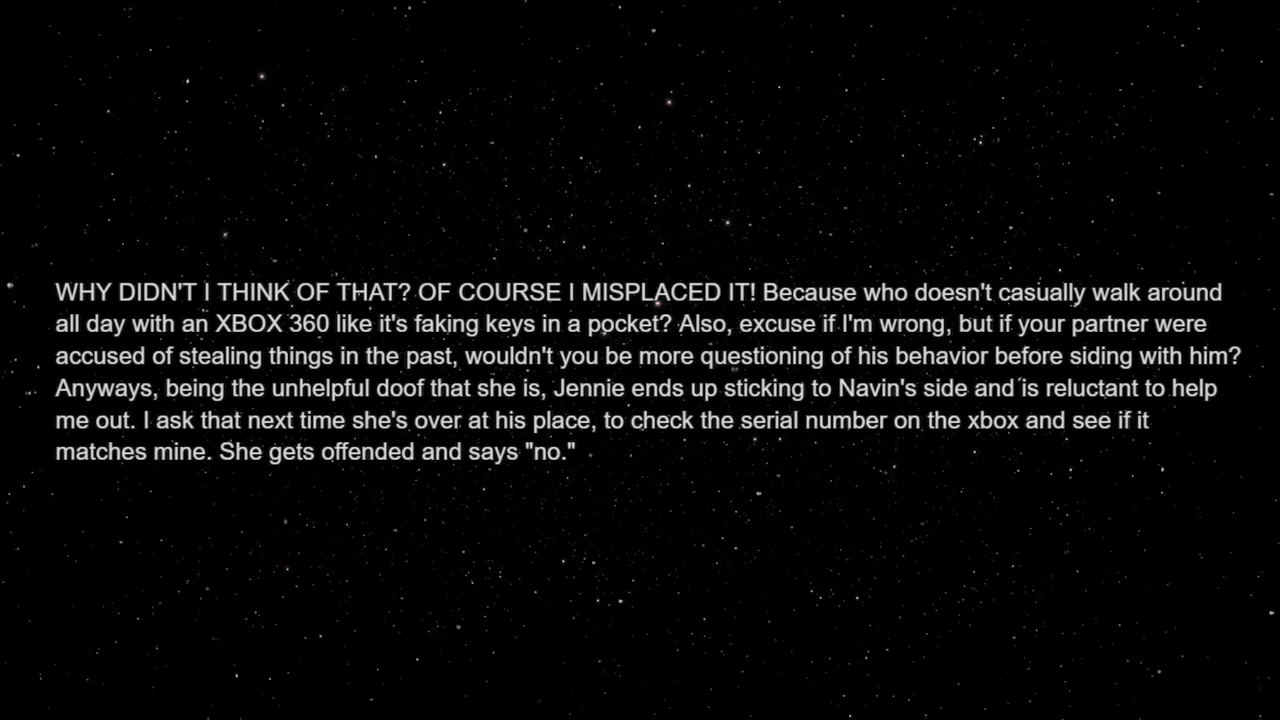 WHY DIDN'T I THINK OF THAT? OF COURSE I MISPLACED IT! Because who doesn't casually walk around
all day with an XBOX 360 like it's faking keys in a pocket? Also, excuse if I'm wrong, but if your partner were
accused of stealing things in the past, wouldn't you be more questioning of his behavior before siding with him?
Anyways, being the unhelpful doof that she is, Jennie ends up sticking to Navin's side and is reluctant to help
me out. I ask that next time she's over at his place, to check the serial number on the xbox and see if it
matches mine. She gets offended and says "no."